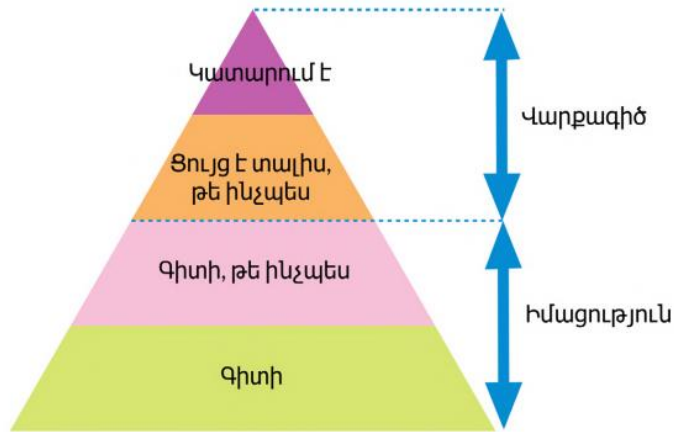 Կատարում է
Վարքագիծ
Ցույց է տալիս,
թե ինչպես
Գիտի, թե ինչպես
Իմացություն
Գիտի